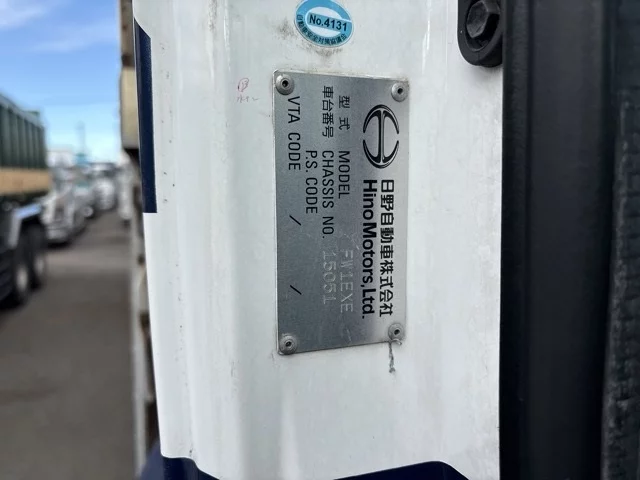 No.4131
日野自動車株式会社
HinoMotors,Ltd.
型式 MODEL FW1EXE
車台番号 CHASSIS NO. 15051
P.S. CODE
VTA CODE / /